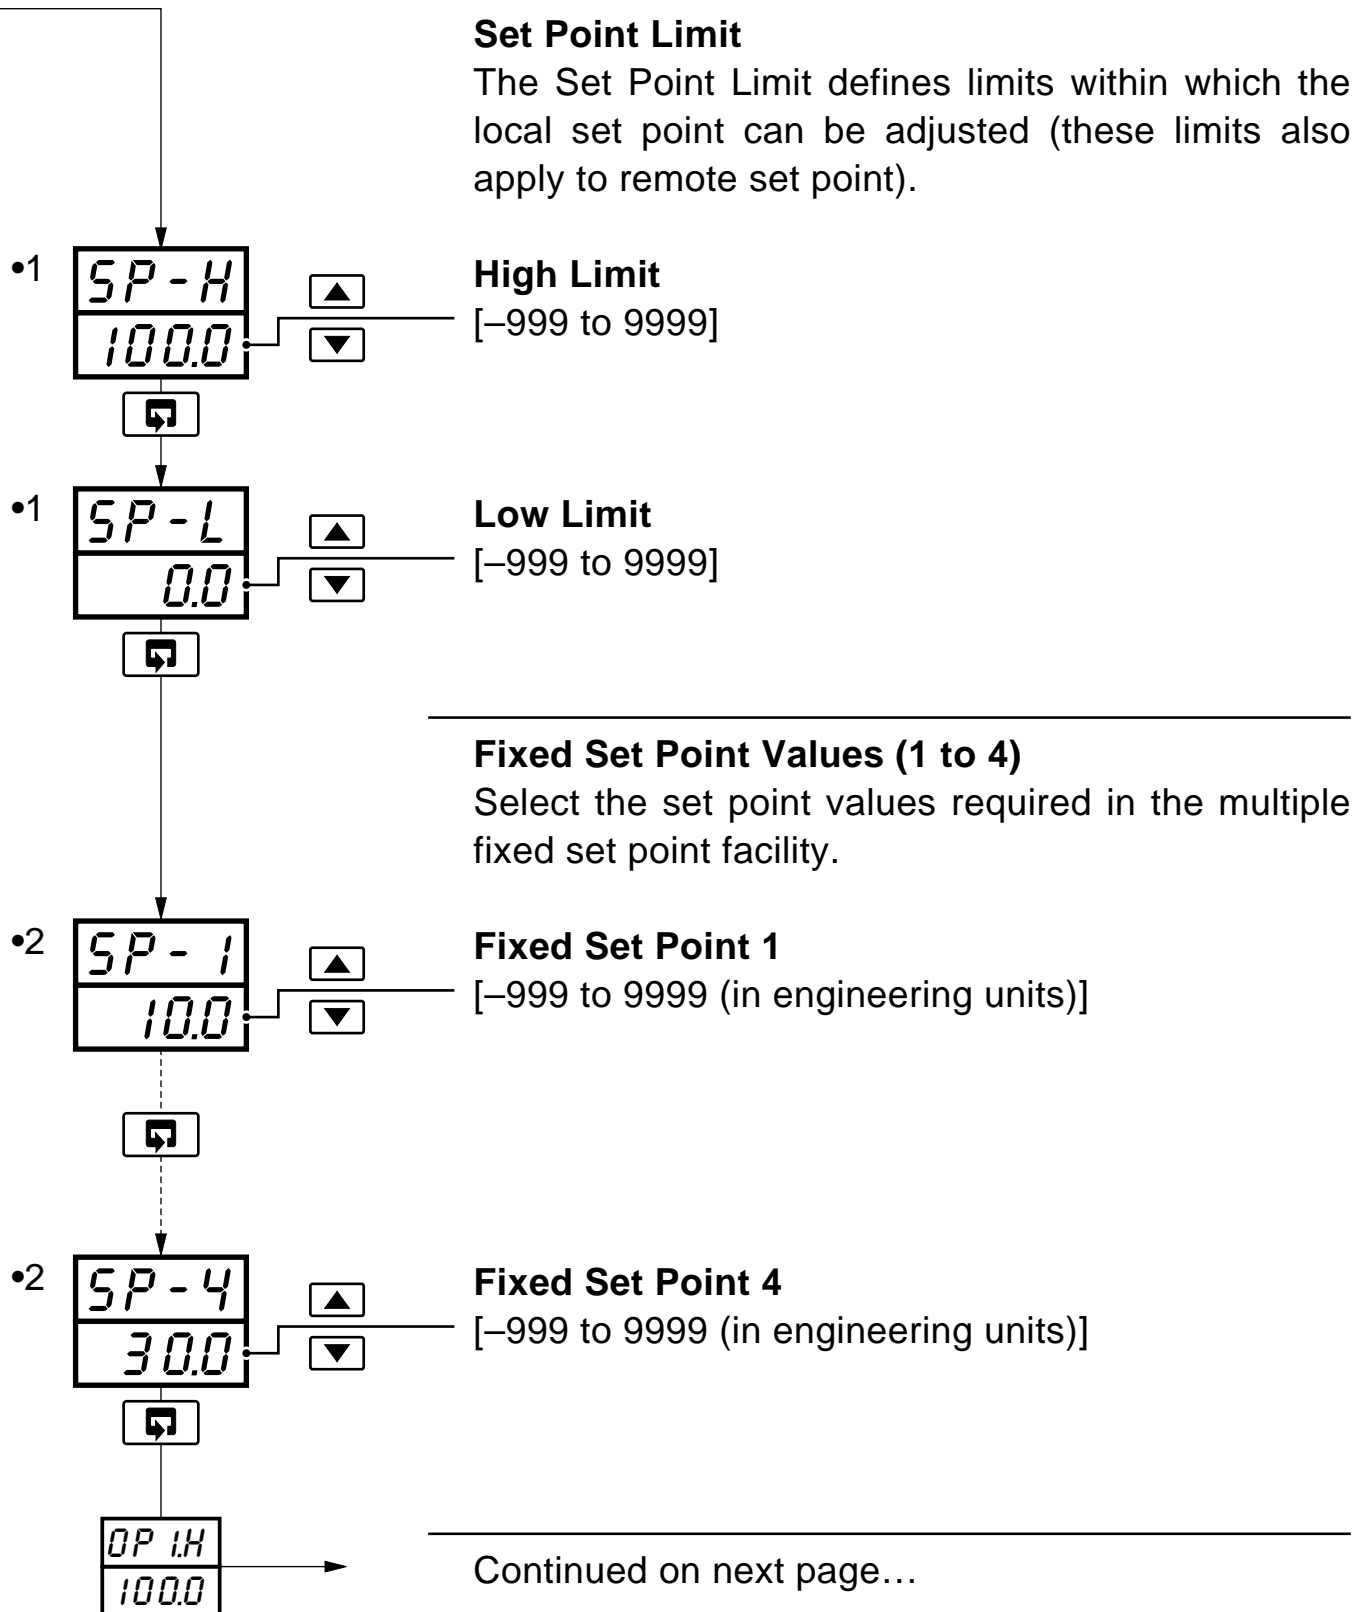 Set Point Limit
The Set Point Limit defines limits within which the
local set point can be adjusted (these limits also
apply to remote set point).
•1
SP-H
100.0
High Limit
[–999 to 9999]
•1
SP-L
0.0
Low Limit
[–999 to 9999]
Fixed Set Point Values (1 to 4)
Select the set point values required in the multiple
fixed set point facility.
•2
SP-1
10.0
Fixed Set Point 1
[–999 to 9999 (in engineering units)]
•2
SP-4
30.0
Fixed Set Point 4
[–999 to 9999 (in engineering units)]
OP1.H
100.0
Continued on next page…